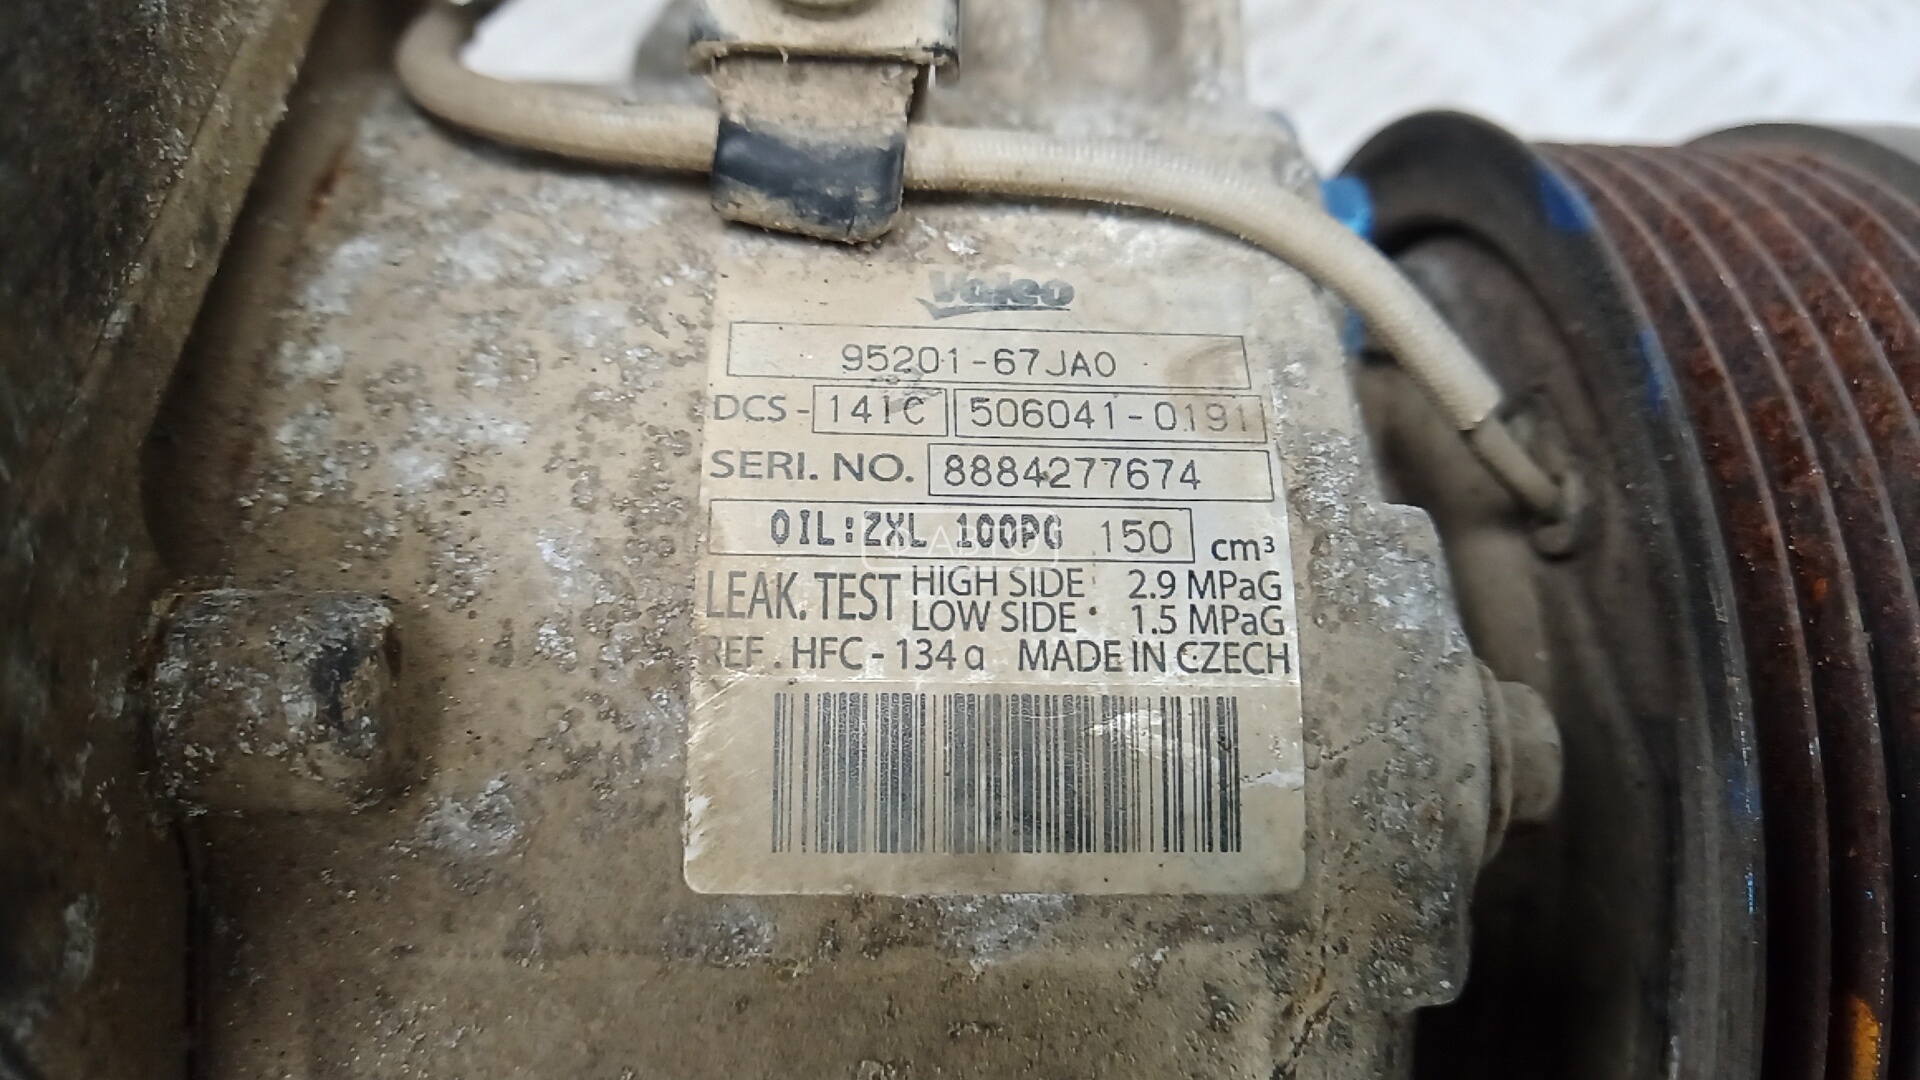 Valeo
95201-67JA0
DCS - 14IC 506041-0191
SERI. NO. 8884277674
OIL:ZXL 100PG 150 cm³
LEAK. TEST HIGH SIDE 2.9 MPaG
LOW SIDE 1.5 MPaG
REF. HFC-134a MADE IN CZECH